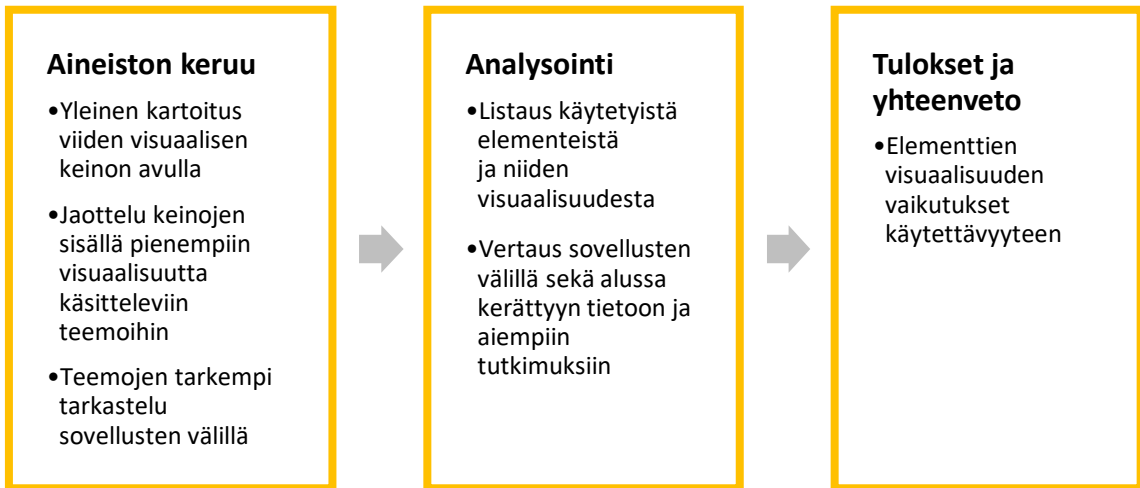 Aineiston keruu
•Yleinen kartoitus
viiden visuaalisen
keinon avulla
•Jaottelu keinojen
sisällä pienempiin
visuaalisuutta
käsitteleviin
teemoihin
•Teemojen tarkempi
tarkastelu
sovellusten välillä
Analysointi
•Listaus käytetyistä
elementeistä
ja niiden
visuaalisuudesta
•Vertaus sovellusten
välillä sekä alussa
kerättyyn tietoon ja
aiempiin
tutkimuksiin
Tulokset ja
yhteenveto
•Elementtien
visuaalisuuden
vaikutukset
käytettävyyteen